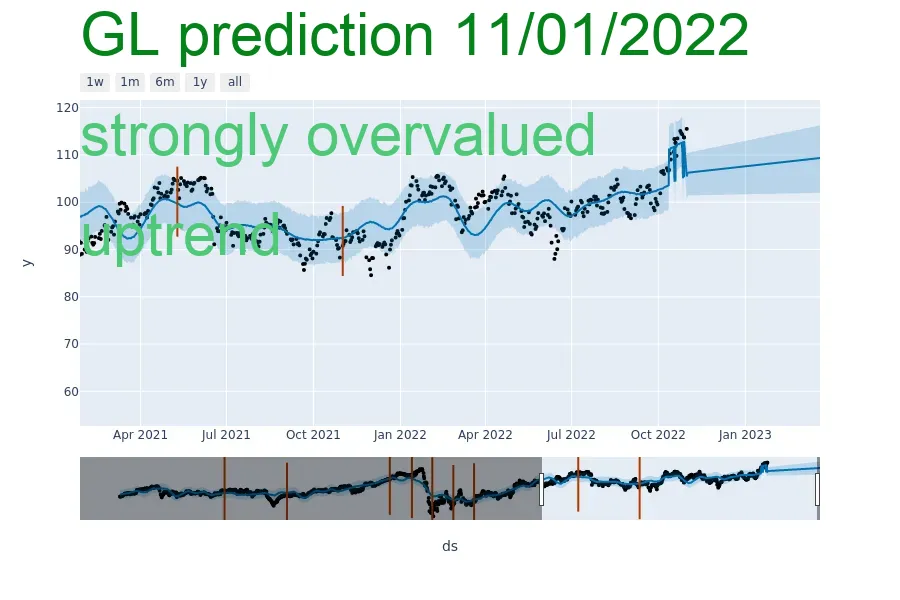 GL prediction 11/01/2022
1w 1m 6m 1y all
strongly overvalued
uptrend
120
110
100
90
80
70
60
y
Apr 2021 Jul 2021 Oct 2021 Jan 2022 Apr 2022 Jul 2022 Oct 2022 Jan 2023
ds